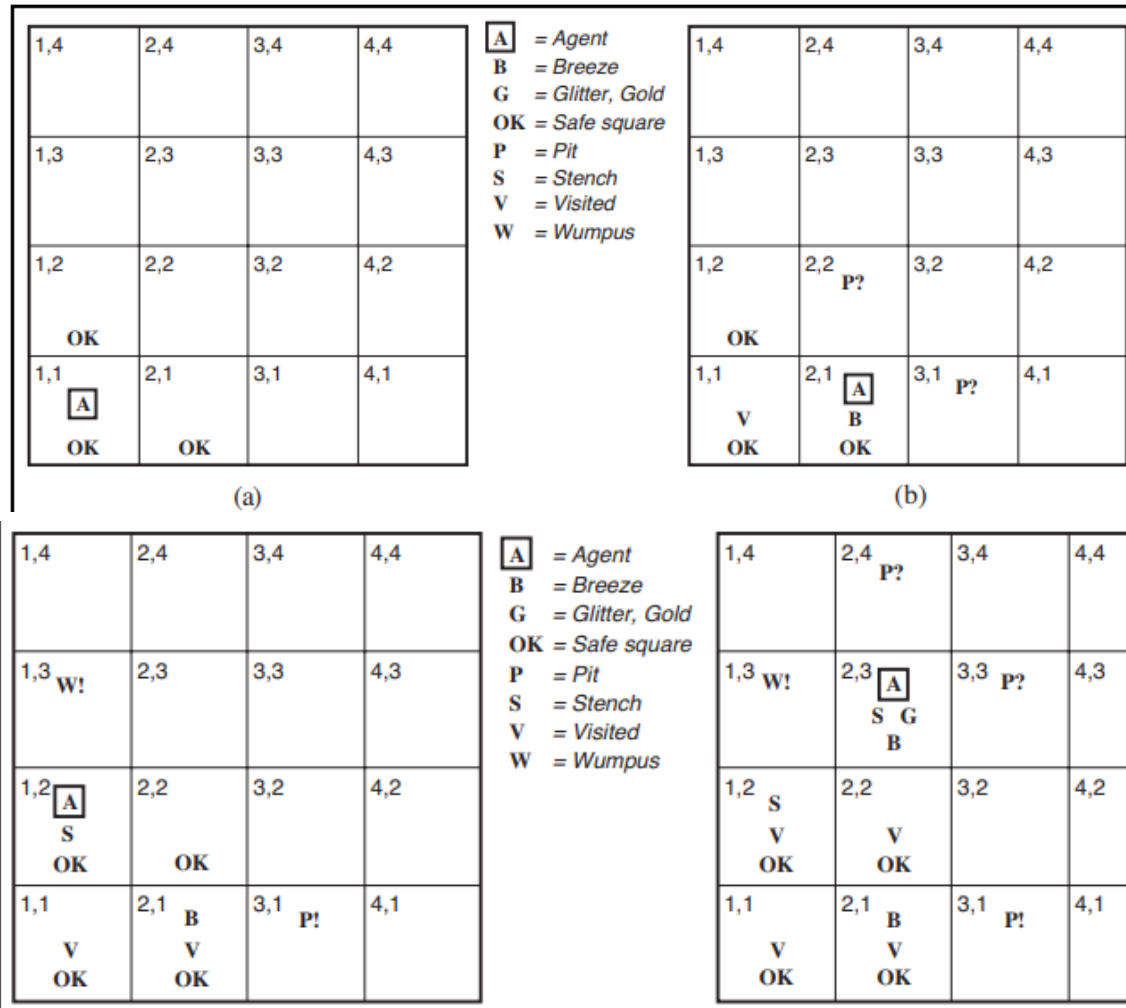 1,4 2,4 3,4 4,4
A = Agent
B = Breeze
G = Glitter, Gold
OK = Safe square
P = Pit
S = Stench
V = Visited
W = Wumpus
1,3 2,3 3,3 4,3
1,2 2,2 3,2 4,2
OK
1,1 2,1 3,1 4,1
A
OK OK
(a)
1,4 2,4 3,4 4,4
1,3 2,3 3,3 4,3
1,2 2,2 3,2 4,2
P?
OK
1,1 2,1 3,1 4,1
A P?
V B
OK OK
(b)
1,4 2,4 3,4 4,4
1,3 2,3 3,3 4,3
W!
1,2 2,2 3,2 4,2
A
S
OK OK
1,1 2,1 3,1 4,1
B P!
V V
OK OK
A = Agent
B = Breeze
G = Glitter, Gold
OK = Safe square
P = Pit
S = Stench
V = Visited
W = Wumpus
1,4 2,4 3,4 4,4
P?
1,3 2,3 3,3 4,3
W! A P?
S G
B
1,2 2,2 3,2 4,2
S
V V
OK OK
1,1 2,1 3,1 4,1
B P!
V V
OK OK